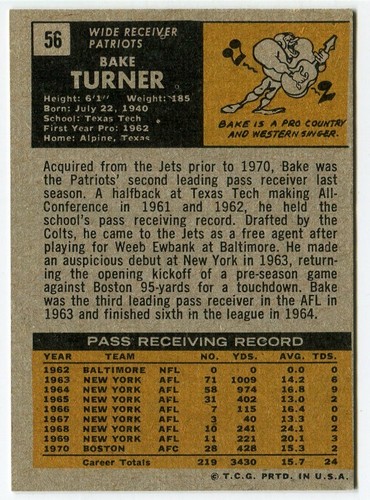 56
WIDE RECEIVER
PATRIOTS
BAKE
TURNER
Height: 6'1" Weight: 185
Born: July 22, 1940
School: Texas Tech
First Year Pro: 1962
Home: Alpine, Texas
BAKE IS A PRO COUNTRY
AND WESTERN SINGER.
Acquired from the Jets prior to 1970, Bake was
the Patriots' second leading pass receiver last
season. A halfback at Texas Tech making All-
Conference in 1961 and 1962, he held the
school's pass receiving record. Drafted by the
Colts, he came to the Jets as a free agent after
playing for Weeb Ewbank at Baltimore. He made
an auspicious debut at New York in 1963, return-
ing the opening kickoff of a pre-season game
against Boston 95-yards for a touchdown. Bake
was the third leading pass receiver in the AFL in
1963 and finished sixth in the league in 1964.
PASS RECEIVING RECORD
YEAR TEAM NO. YDS. AVG. TDS.
1962 BALTIMORE NFL 0 0 0.0 0
1963 NEW YORK AFL 71 1009 14.2 6
1964 NEW YORK AFL 58 974 16.8 9
1965 NEW YORK AFL 31 402 13.0 2
1966 NEW YORK AFL 7 115 16.4 0
1967 NEW YORK AFL 3 40 13.3 0
1968 NEW YORK AFL 10 241 24.1 2
1969 NEW YORK AFL 11 221 20.1 3
1970 BOSTON AFC 28 428 15.3 2
Career Totals 219 3430 15.7 24
© T.C.G. PRTD. IN U.S.A.